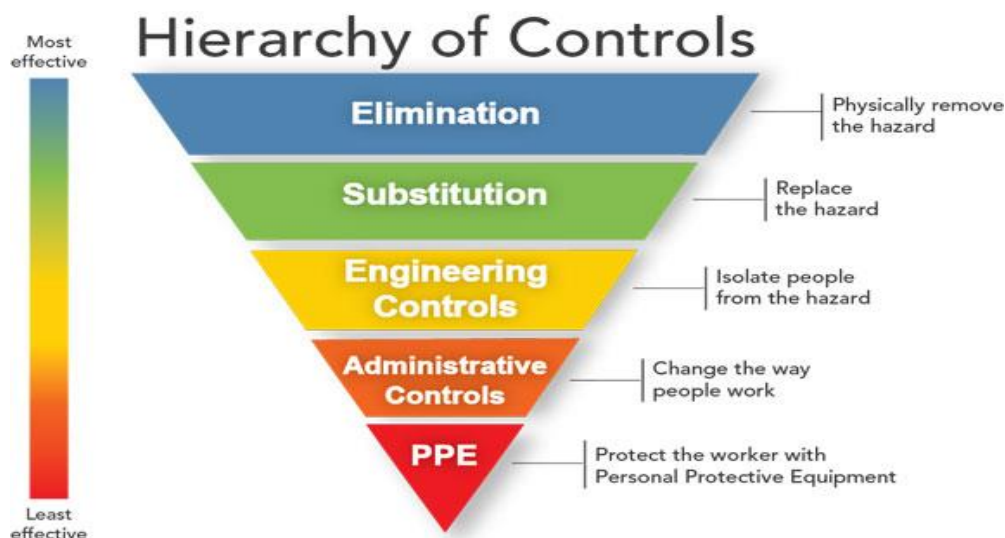 Hierarchy of Controls
Most
effective
Elimination
Physically remove
the hazard
Substitution
Replace
the hazard
Engineering
Controls
Isolate people
from the hazard
Administrative
Controls
Change the way
people work
PPE
Protect the worker with
Personal Protective Equipment
Least
effective